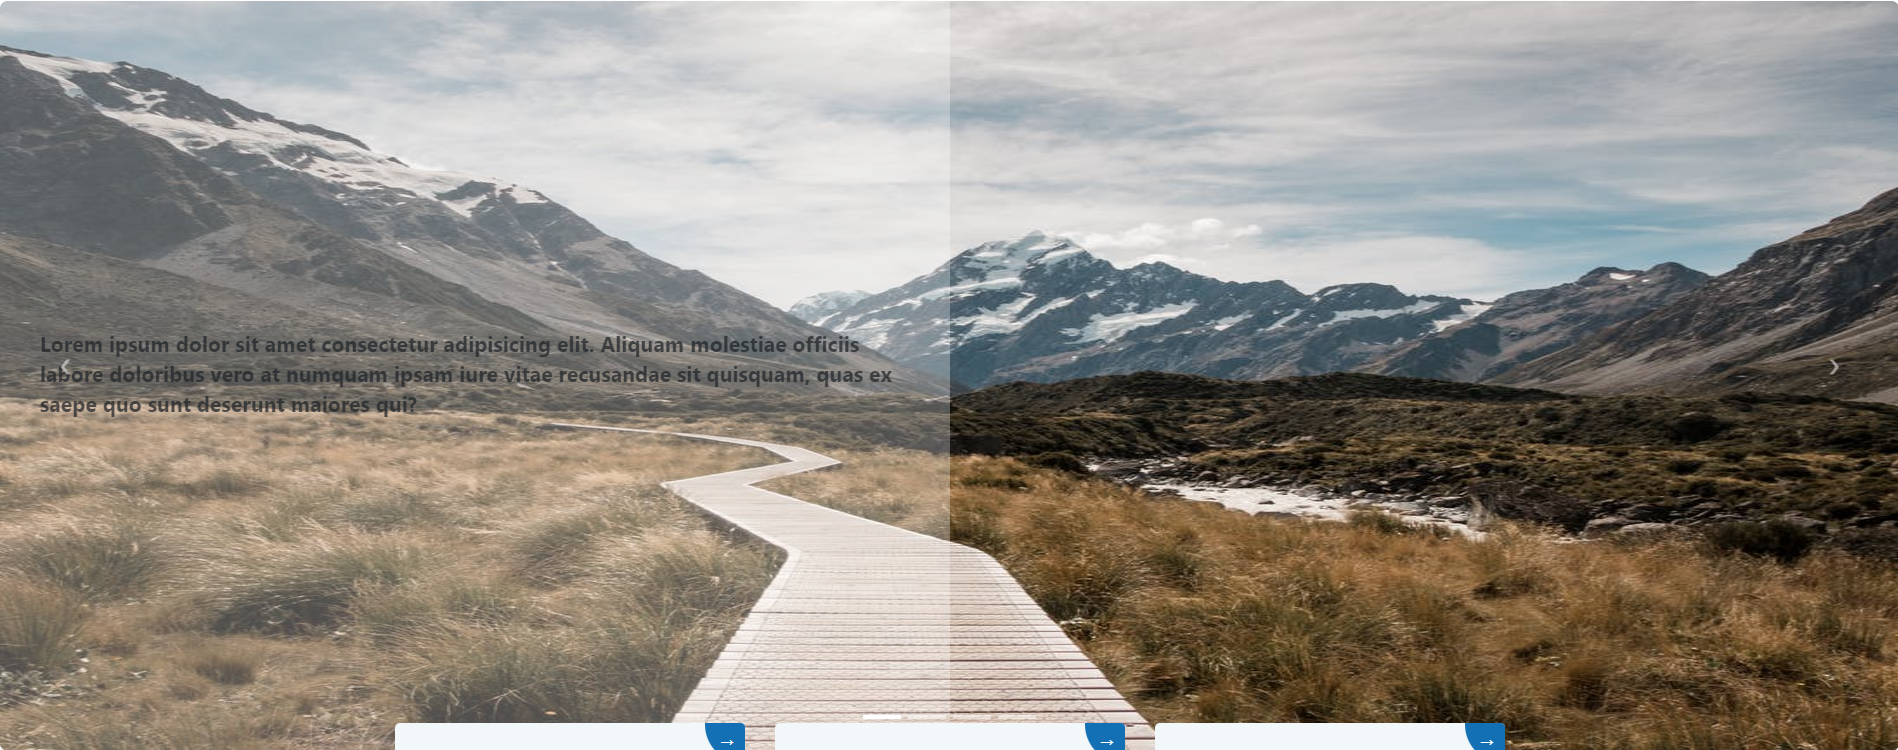 Lorem ipsum dolor sit amet consectetur adipisicing elit. Aliquam molestiae officiis
labore doloribus vero at numquam ipsam iure vitae recusandae sit quisquam, quas ex
saepe quo sunt deserunt maiores qui?